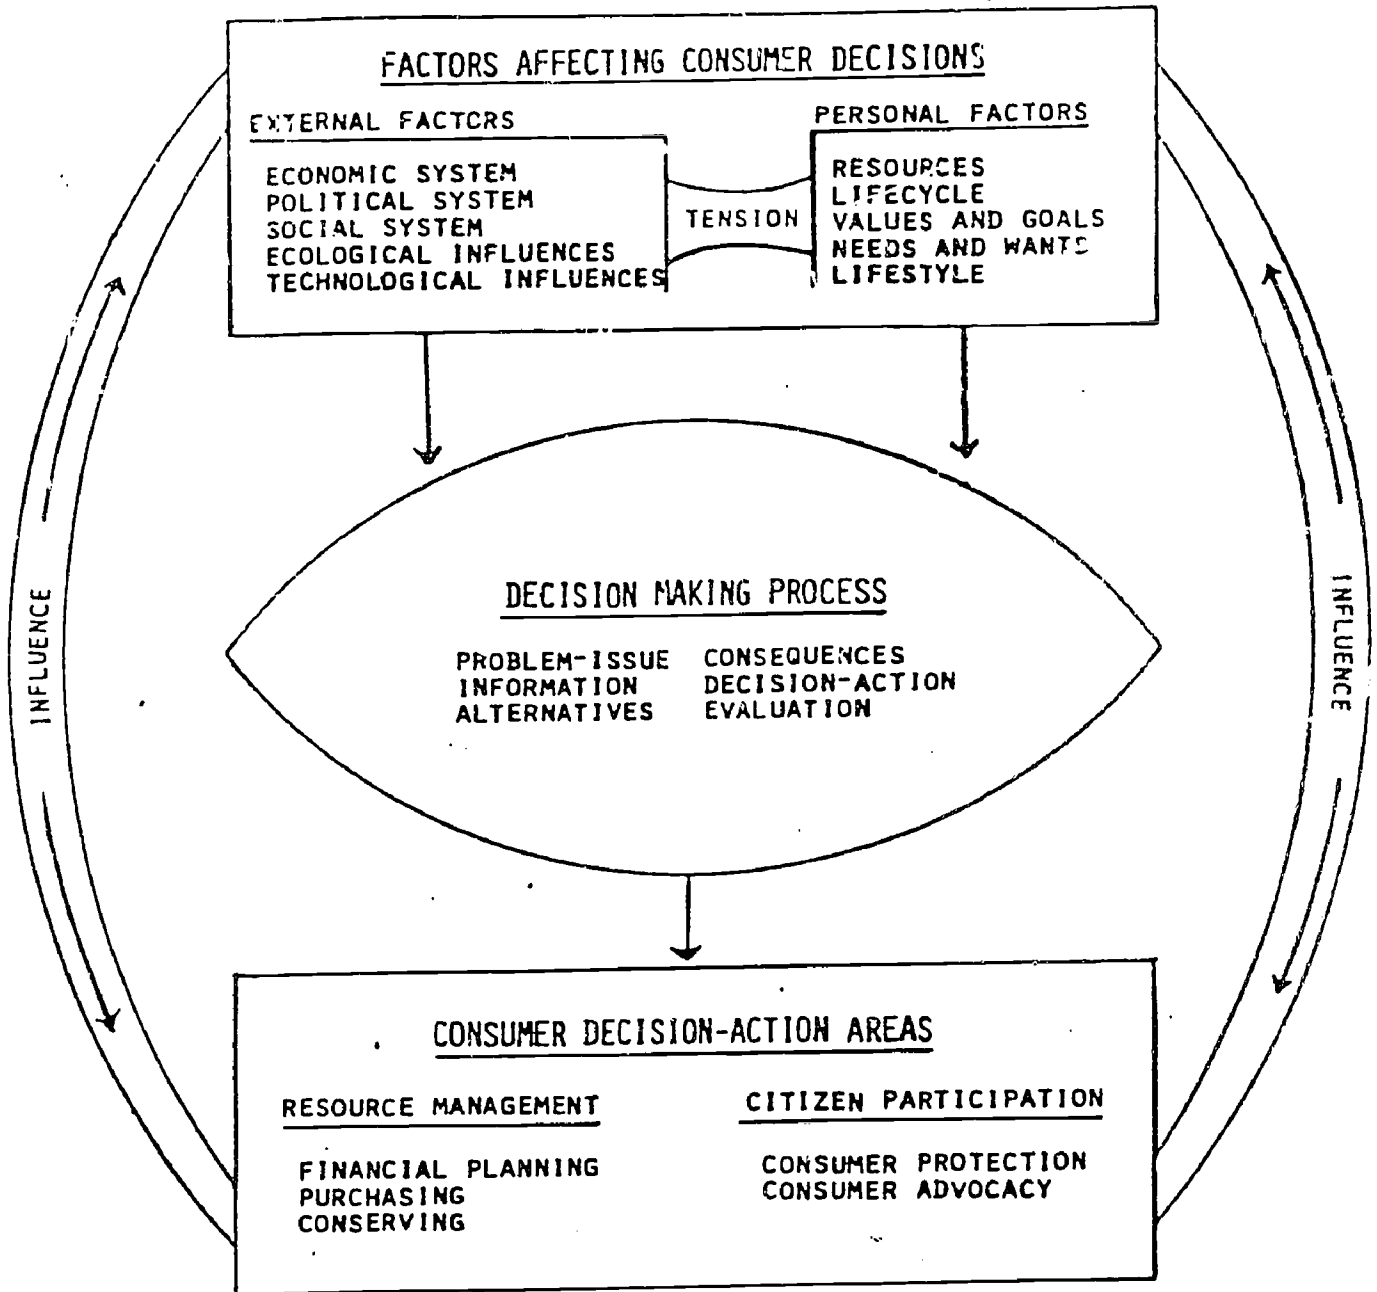 FACTORS AFFECTING CONSUMER DECISIONS
EXTERNAL FACTORS
ECONOMIC SYSTEM
POLITICAL SYSTEM
SOCIAL SYSTEM
ECOLOGICAL INFLUENCES
TECHNOLOGICAL INFLUENCES
TENSION
PERSONAL FACTORS
RESOURCES
LIFECYCLE
VALUES AND GOALS
NEEDS AND WANTS
LIFESTYLE
INFLUENCE
DECISION MAKING PROCESS
PROBLEM-ISSUE
INFORMATION
ALTERNATIVES
CONSEQUENCES
DECISION-ACTION
EVALUATION
INFLUENCE
CONSUMER DECISION-ACTION AREAS
RESOURCE MANAGEMENT
FINANCIAL PLANNING
PURCHASING
CONSERVING
CITIZEN PARTICIPATION
CONSUMER PROTECTION
CONSUMER ADVOCACY